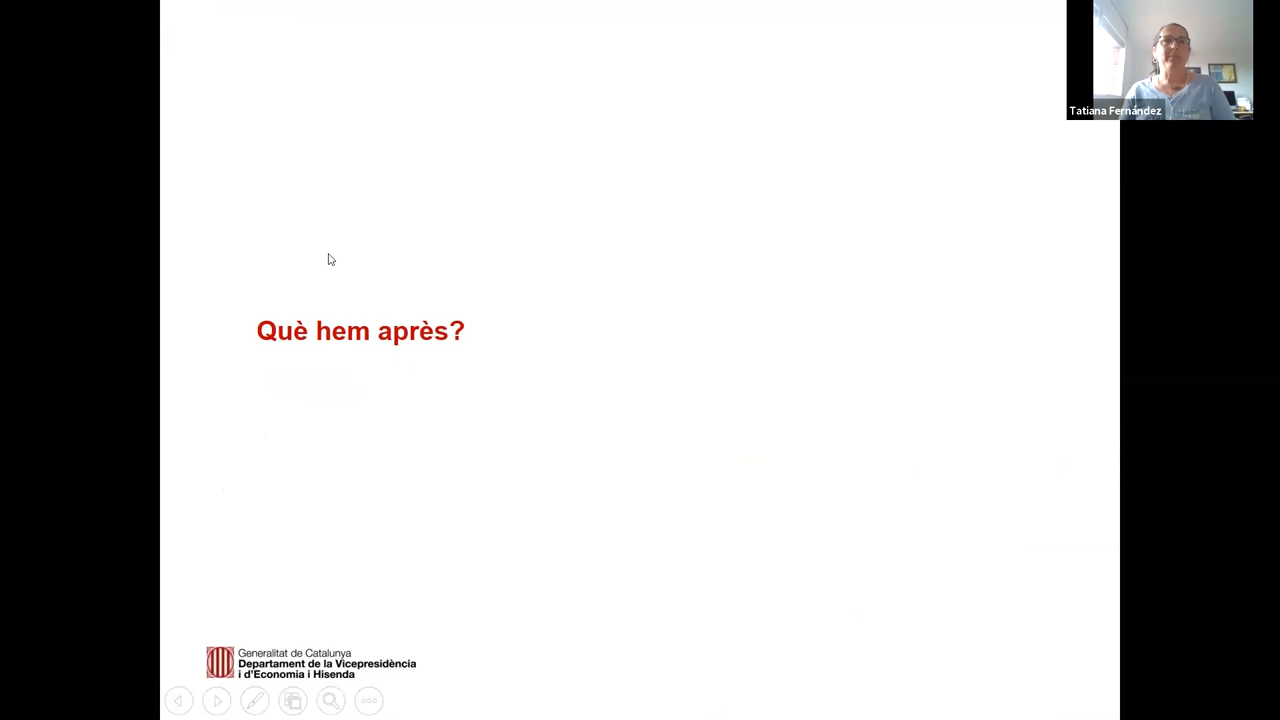 Tatiana Fernández
Què hem après?
Generalitat de Catalunya
Departament de la Vicepresidència
i d'Economia i Hisenda